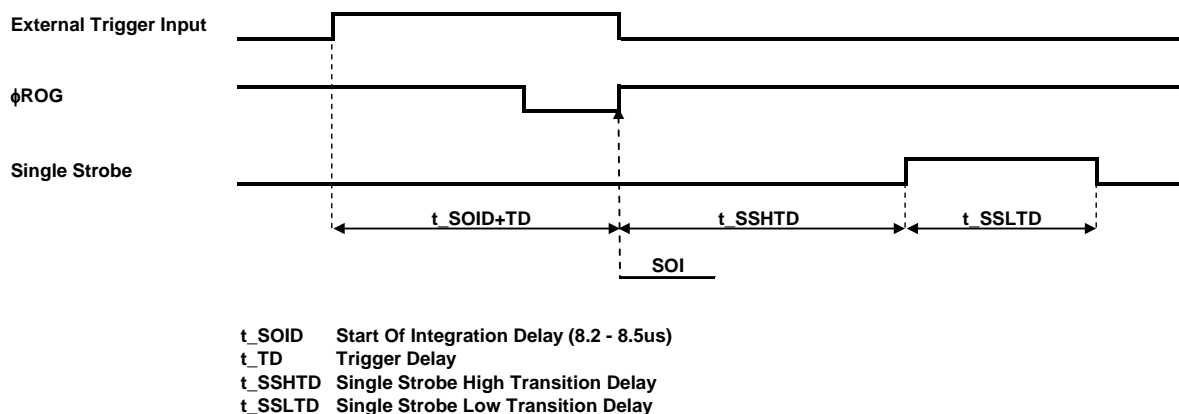 External Trigger Input
ϕROG
Single Strobe
t_SOID+TD t_SSHTD t_SSLTD
SOI
t_SOID Start Of Integration Delay (8.2 - 8.5us)
t_TD Trigger Delay
t_SSHTD Single Strobe High Transition Delay
t_SSLTD Single Strobe Low Transition Delay